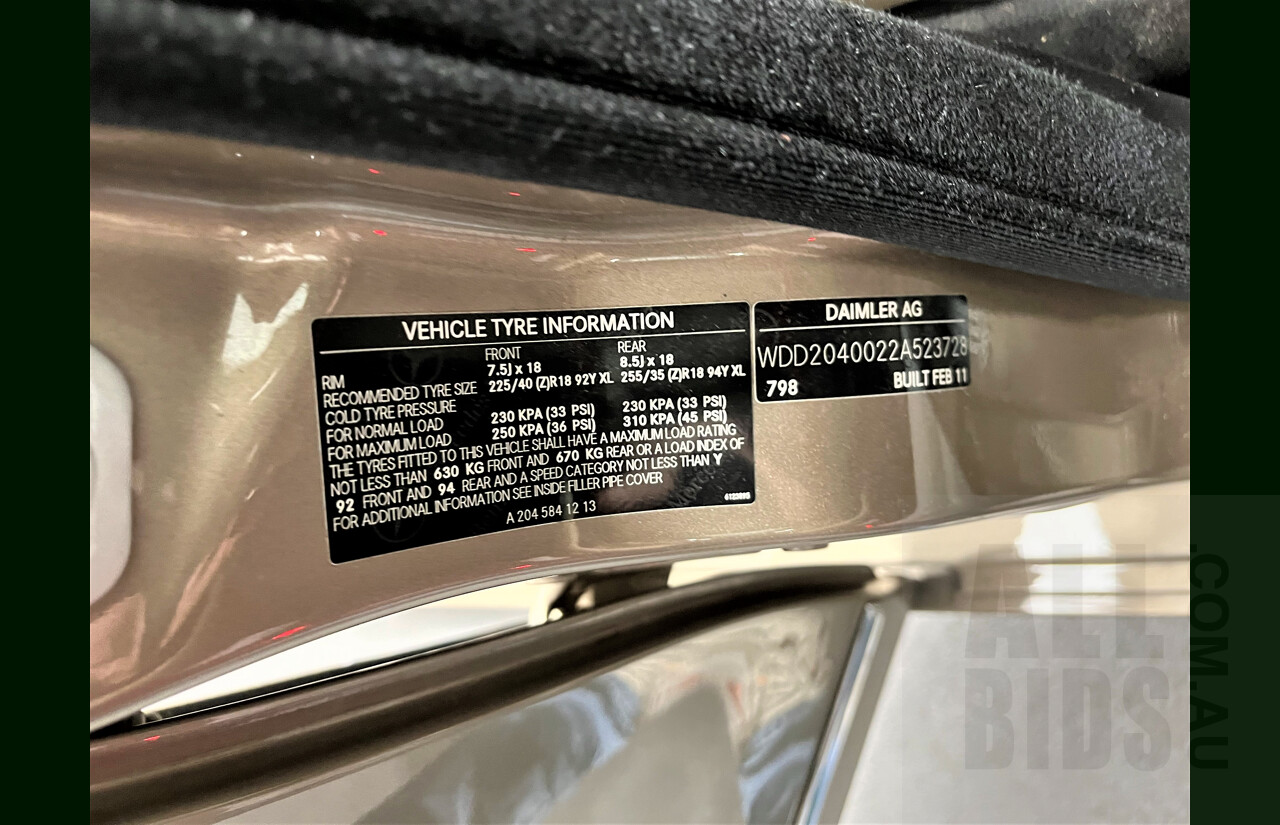 VEHICLE TYRE INFORMATION
FRONT REAR
RIM 7.5J x 18 8.5J x 18
RECOMMENDED TYRE SIZE 225/40 (Z)R18 92Y XL 255/35 (Z)R18 94Y XL
COLD TYRE PRESSURE
FOR NORMAL LOAD 230 KPA (33 PSI) 230 KPA (33 PSI)
FOR MAXIMUM LOAD 250 KPA (36 PSI) 310 KPA (45 PSI)
THE TYRES FITTED TO THIS VEHICLE SHALL HAVE A MAXIMUM LOAD RATING
NOT LESS THAN 630 KG FRONT AND 670 KG REAR OR A LOAD INDEX OF
92 FRONT AND 94 REAR AND A SPEED CATEGORY NOT LESS THAN Y
FOR ADDITIONAL INFORMATION SEE INSIDE FILLER PIPE COVER
A 204 584 12 13
DAIMLER AG
WDD2040022A523728
798 BUILT FEB 11
ALL
BIDS
.COM.AU